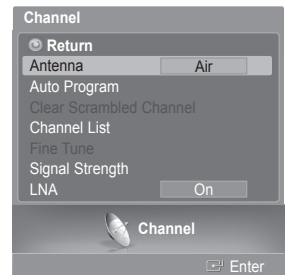 Channel
Return
Antenna Air
Auto Program
Clear Scrambled Channel
Channel List
Fine Tune
Signal Strength
LNA On
Channel
Enter